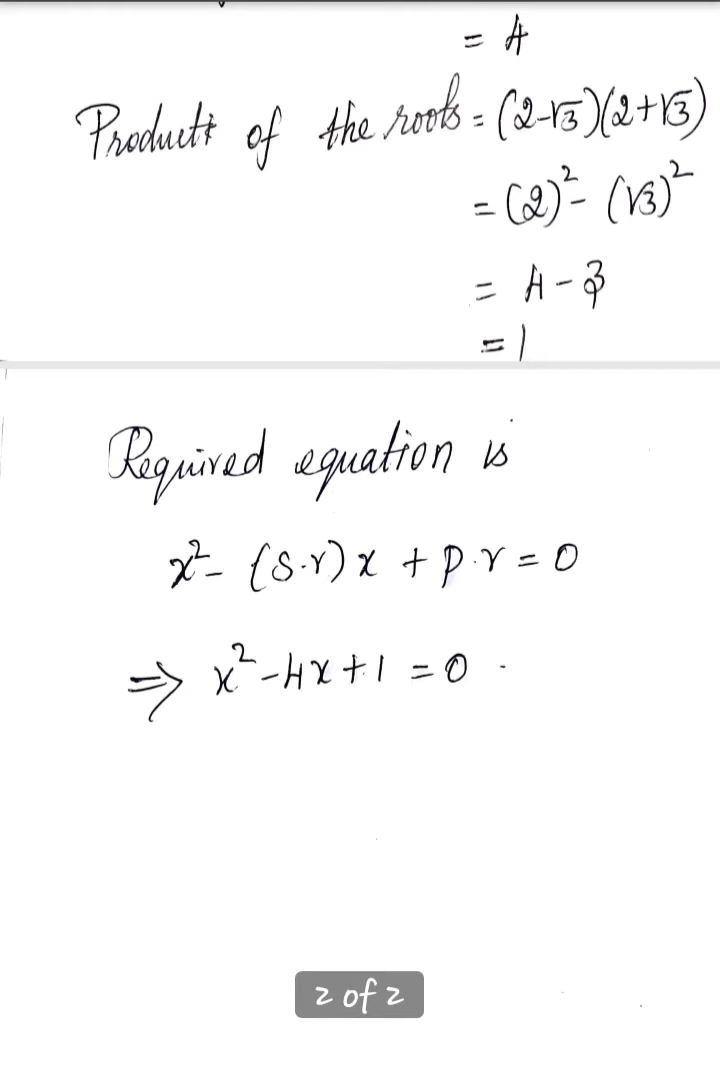 = 4
Product of the roots = (2-√3)(2+√3)
= (2)² - (√3)²
= 4 - 3
= 1
Required equation is
x² - (s.r) x + p.r = 0
⇒ x² - 4x + 1 = 0 .
2 of 2